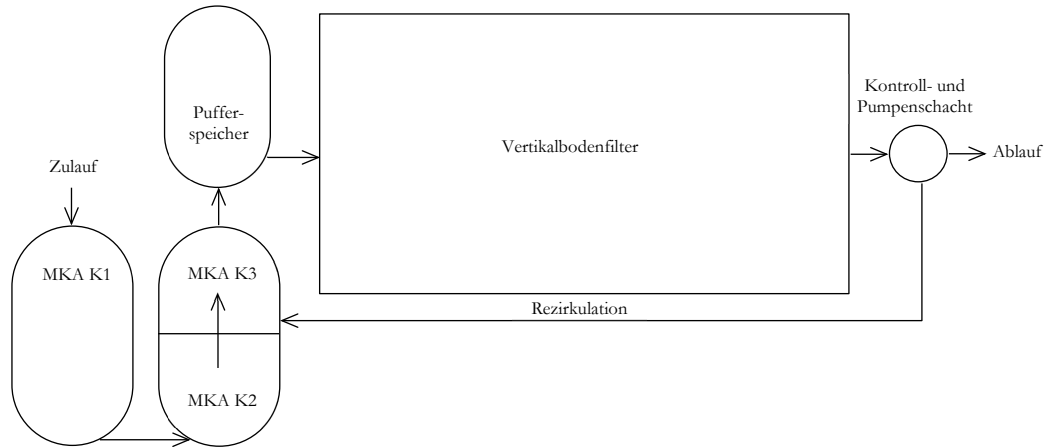 Puffer-
speicher
Vertikalbodenfilter
Kontroll- und
Pumpenschacht
Ablauf
Zulauf
MKA K1
MKA K3
Rezirkulation
MKA K2